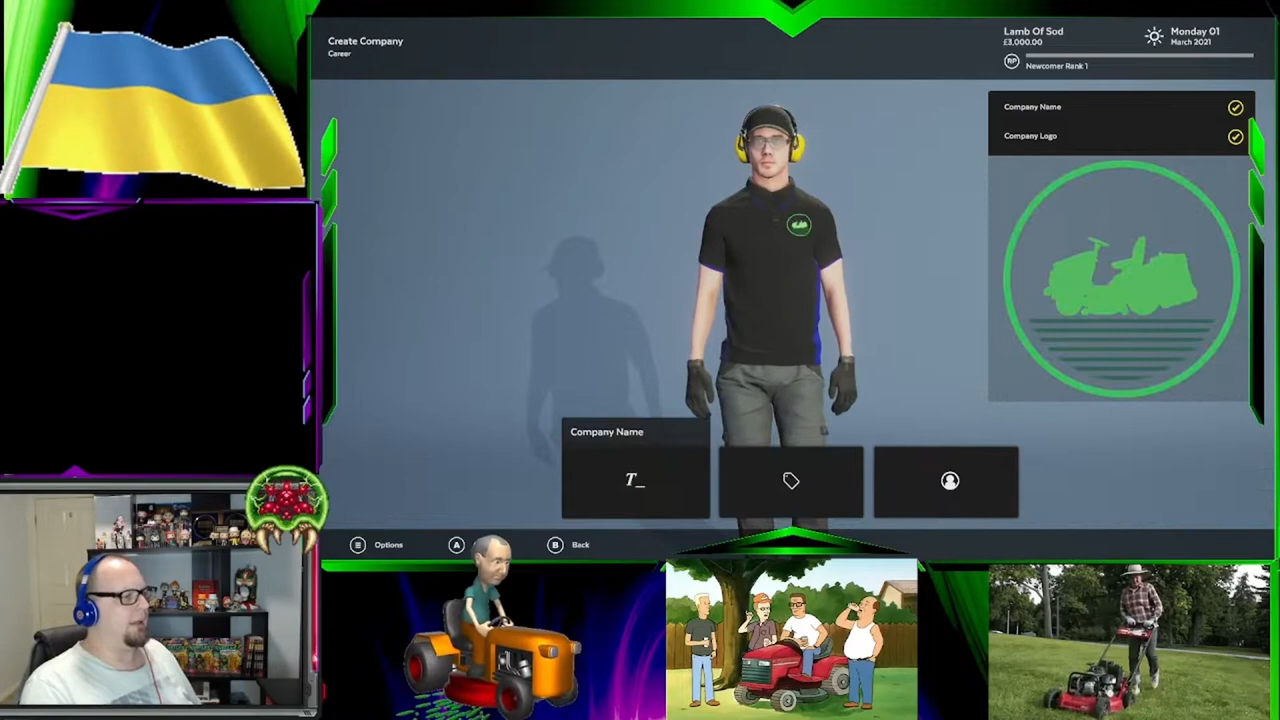 Create Company
Career
Lamb Of Sod
£3,000.00
Monday 01
March 2021
RP
Newcomer Rank 1
Company Name
Company Logo
Company Name
T_
Options
A
B
Back